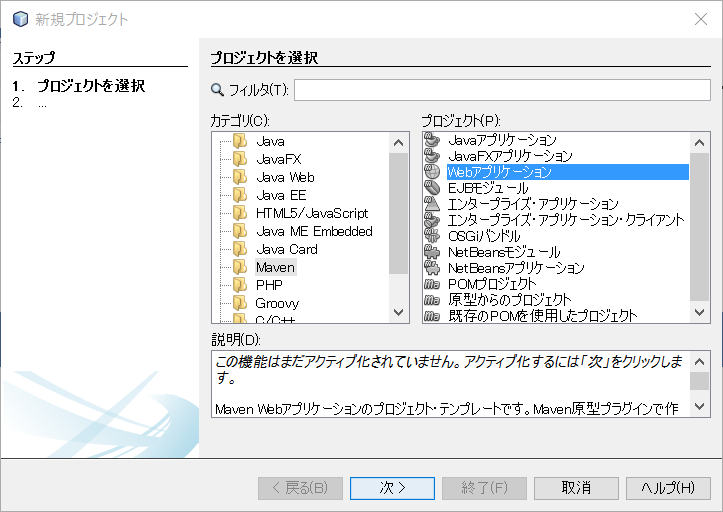 新規プロジェクト
ステップ
1. プロジェクトを選択
2. ...
プロジェクトを選択
フィルタ(T):
カテゴリ(C):
Java
JavaFX
Java Web
Java EE
HTML5/JavaScript
Java ME Embedded
Java Card
Maven
PHP
Groovy
C/C++
プロジェクト(P):
Javaアプリケーション
JavaFXアプリケーション
Webアプリケーション
EJBモジュール
エンタープライズ・アプリケーション
エンタープライズ・アプリケーション・クライアント
OSGiバンドル
NetBeansモジュール
NetBeansアプリケーション
POMプロジェクト
原型からのプロジェクト
既存のPOMを使用したプロジェクト
説明(D):
この機能はまだアクティブ化されていません。アクティブ化するには「次」をクリックしま
す。
Maven Webアプリケーションのプロジェクト・テンプレートです。Maven原型プラグインで作
< 戻る(B)
次 >
終了(F)
取消
ヘルプ(H)